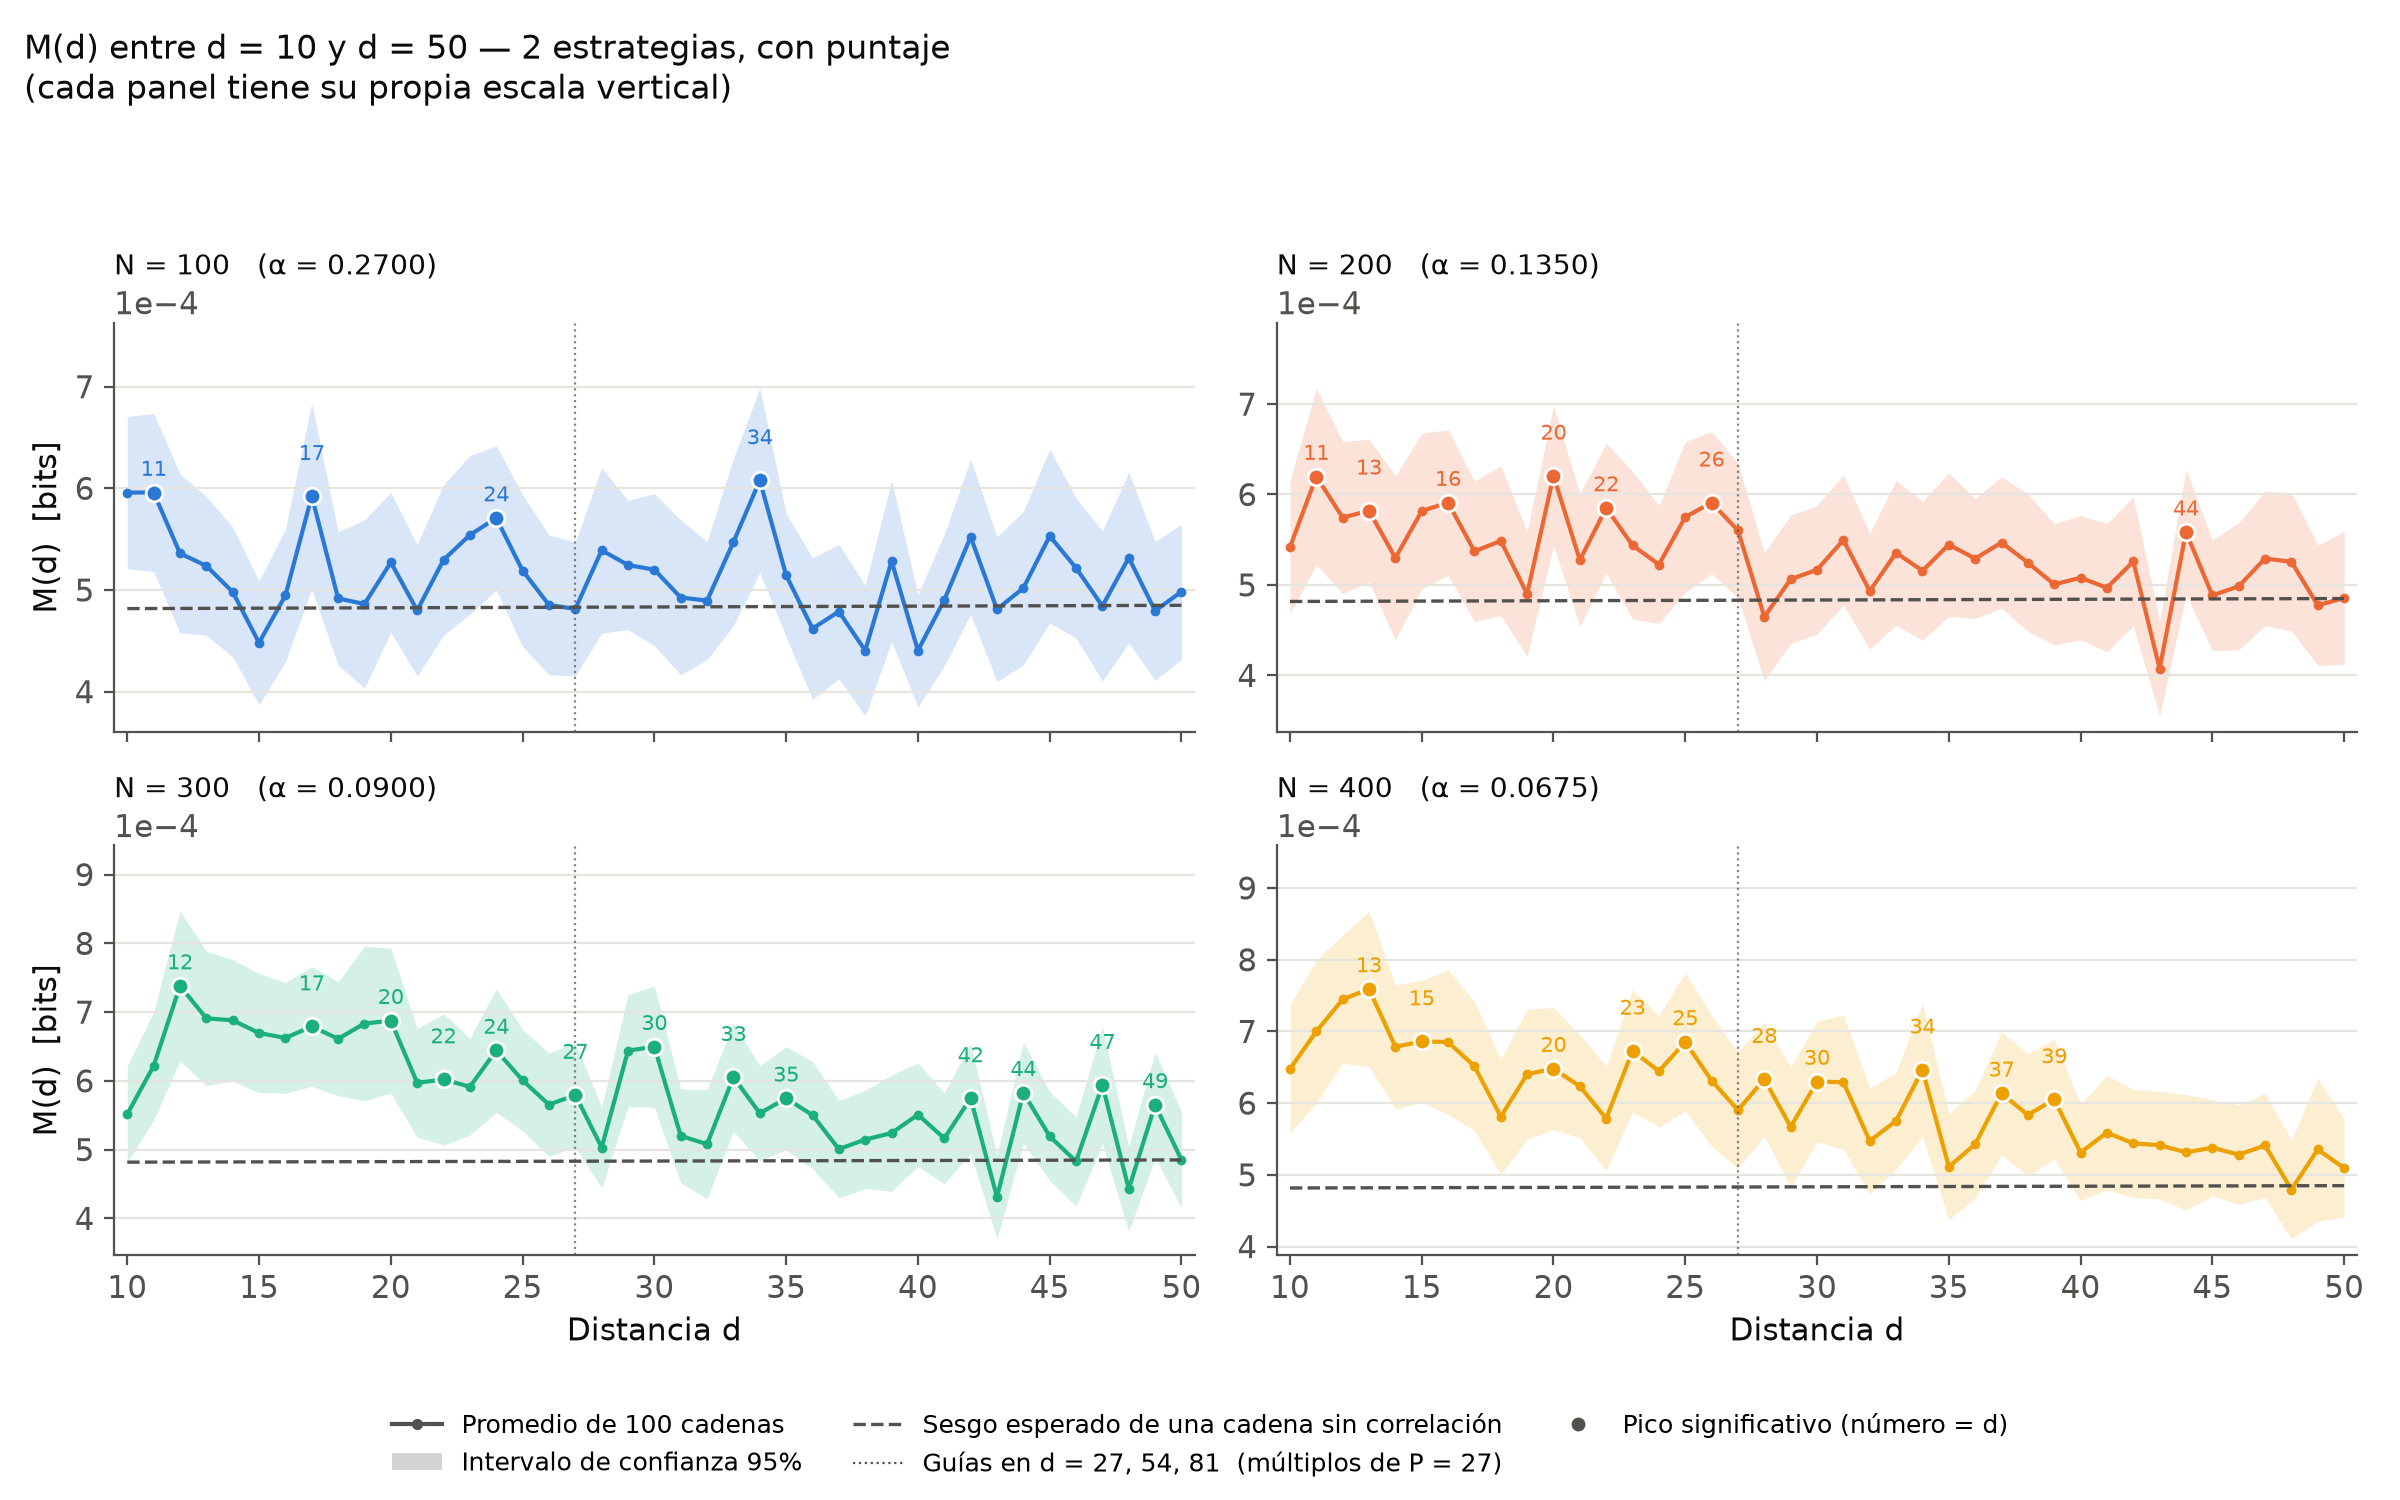 M(d) entre d = 10 y d = 50 — 2 estrategias, con puntaje
(cada panel tiene su propia escala vertical)
N = 100   (α = 0.2700)
1e−4
M(d)  [bits]
7
6
5
4
11
17
24
34
N = 200   (α = 0.1350)
1e−4
7
6
5
4
11
13
16
20
22
26
44
N = 300   (α = 0.0900)
1e−4
M(d)  [bits]
9
8
7
6
5
4
12
17
20
22
24
27
30
33
35
42
44
47
49
10 15 20 25 30 35 40 45 50
Distancia d
N = 400   (α = 0.0675)
1e−4
9
8
7
6
5
4
13
15
20
23
25
28
30
34
37
39
10 15 20 25 30 35 40 45 50
Distancia d
Promedio de 100 cadenas
Intervalo de confianza 95%
Sesgo esperado de una cadena sin correlación
Guías en d = 27, 54, 81  (múltiplos de P = 27)
Pico significativo (número = d)